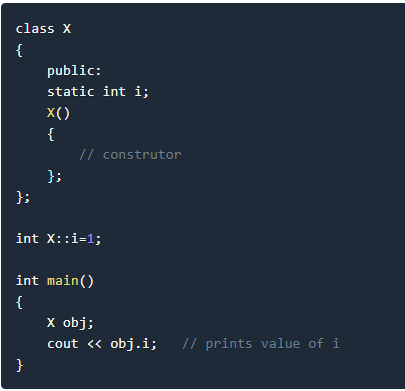 class X
{
    public:
    static int i;
    X()
    {
        // construtor
    };
};

int X::i=1;

int main()
{
    X obj;
    cout << obj.i;   // prints value of i
}